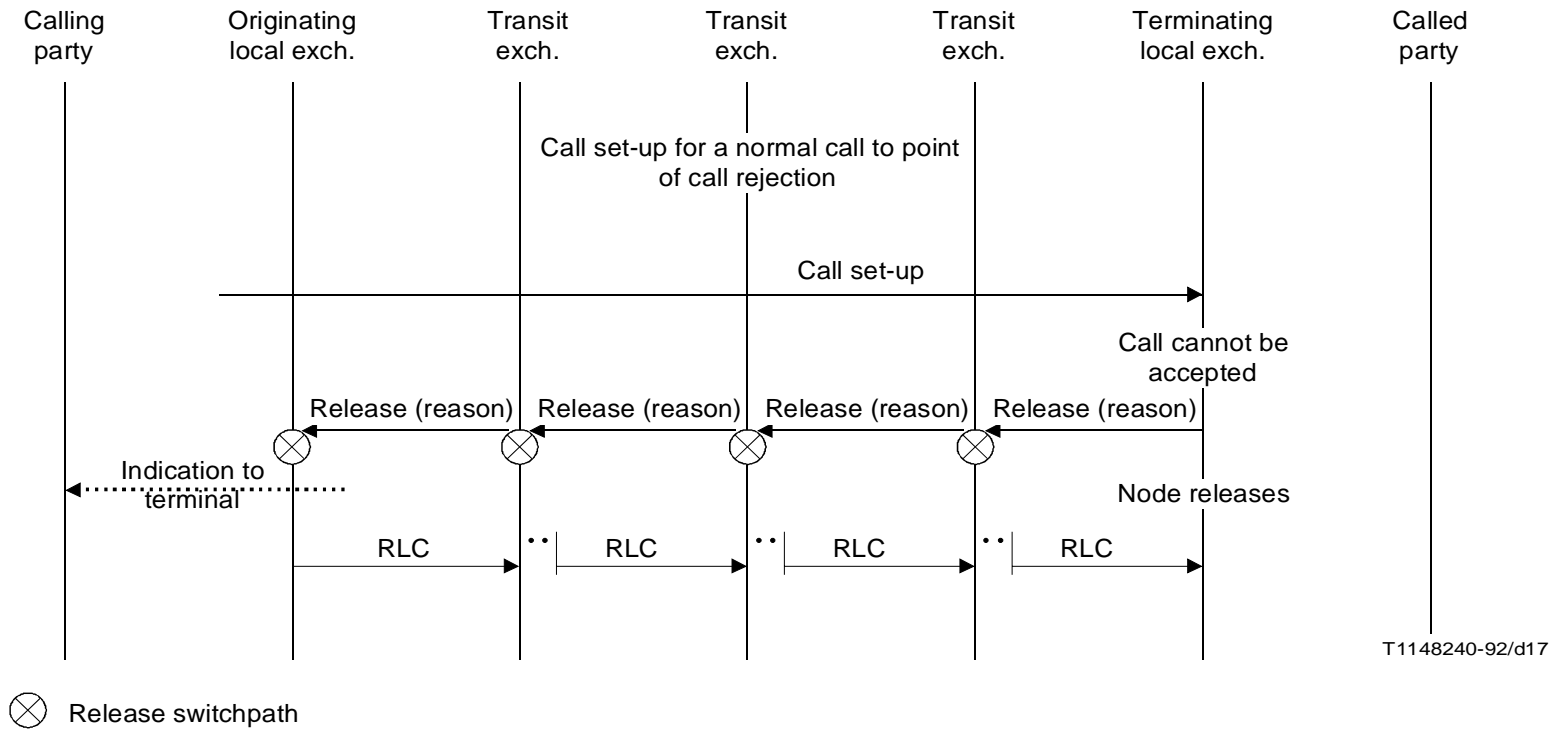 Calling
party
Originating
local exch.
Transit
exch.
Transit
exch.
Transit
exch.
Terminating
local exch.
Called
party
Call set-up for a normal call to point
of call rejection
Call set-up
Call cannot be
accepted
Release (reason)
Release (reason)
Release (reason)
Release (reason)
Indication to
terminal
Node releases
RLC
RLC
RLC
RLC
T1148240-92/d17
Release switchpath